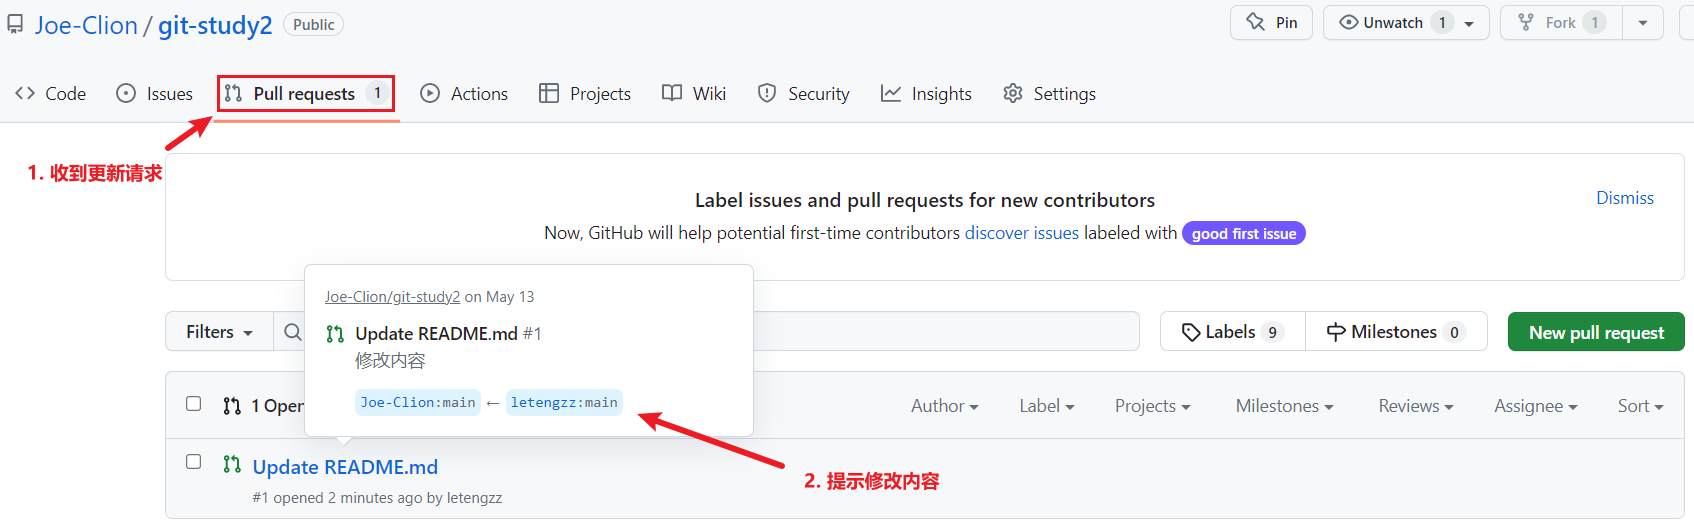 Joe-Clion / git-study2 Public Pin Unwatch 1 Fork 1
Code Issues Pull requests 1 Actions Projects Wiki Security Insights Settings
1. 收到更新请求
Label issues and pull requests for new contributors
Dismiss
Now, GitHub will help potential first-time contributors discover issues labeled with good first issue
Joe-Clion/git-study2 on May 13
Filters Labels 9 Milestones 0 New pull request
Update README.md #1
修改内容
Joe-Clion:main ← letengzz:main
1 Open Author Label Projects Milestones Reviews Assignee Sort
Update README.md
2. 提示修改内容
#1 opened 2 minutes ago by letengzz